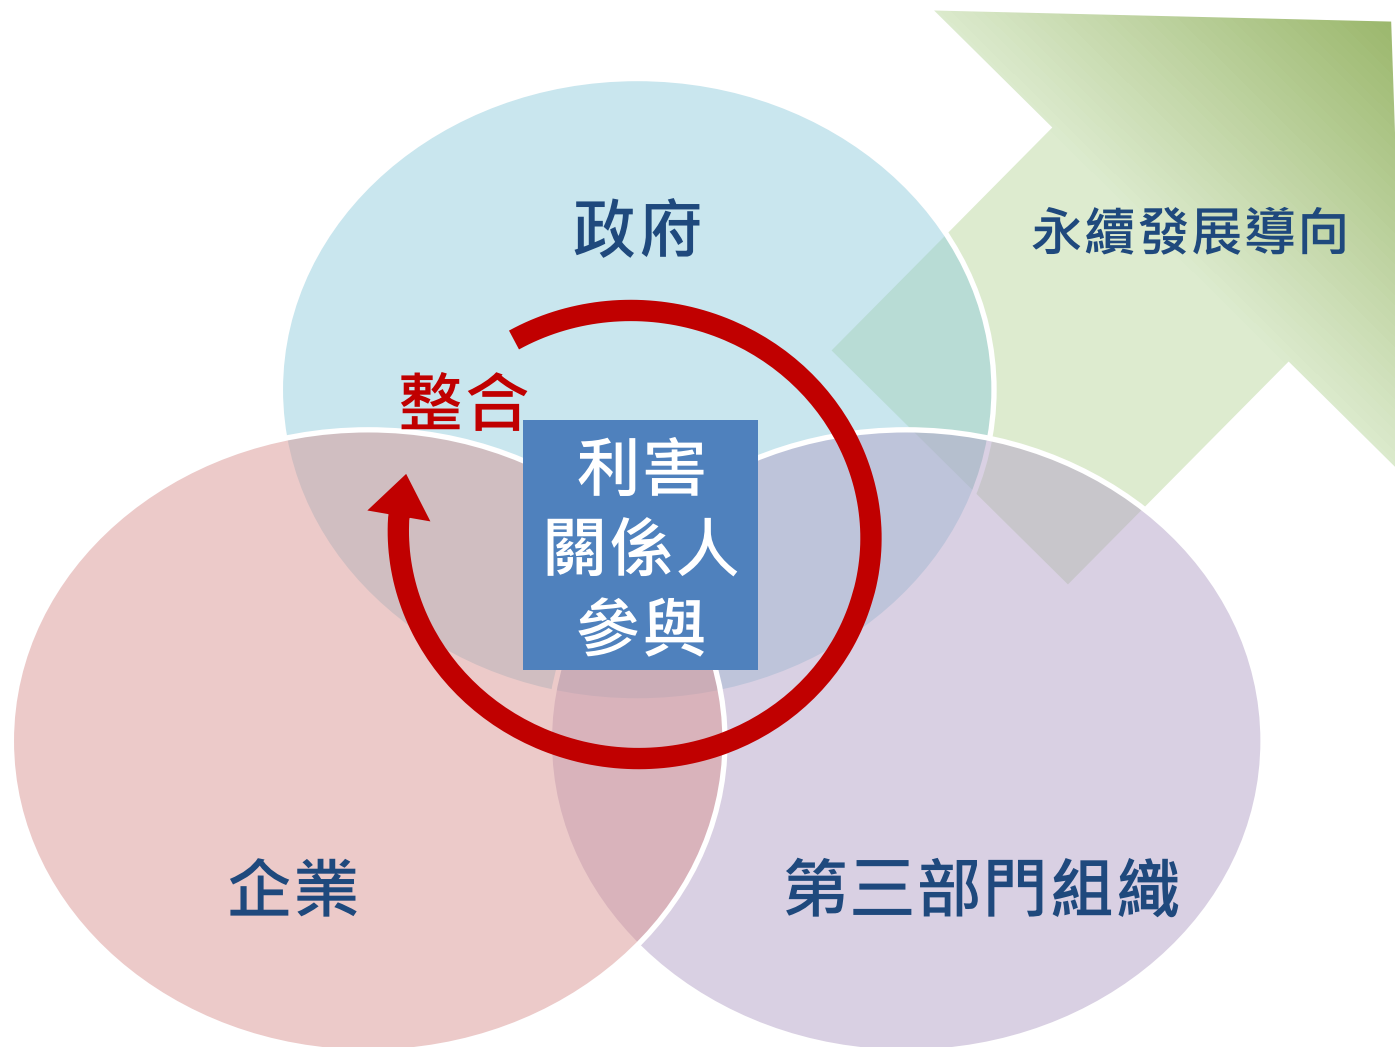 政府
永續發展導向
整合
利害
關係人
參與
企業
第三部門組織